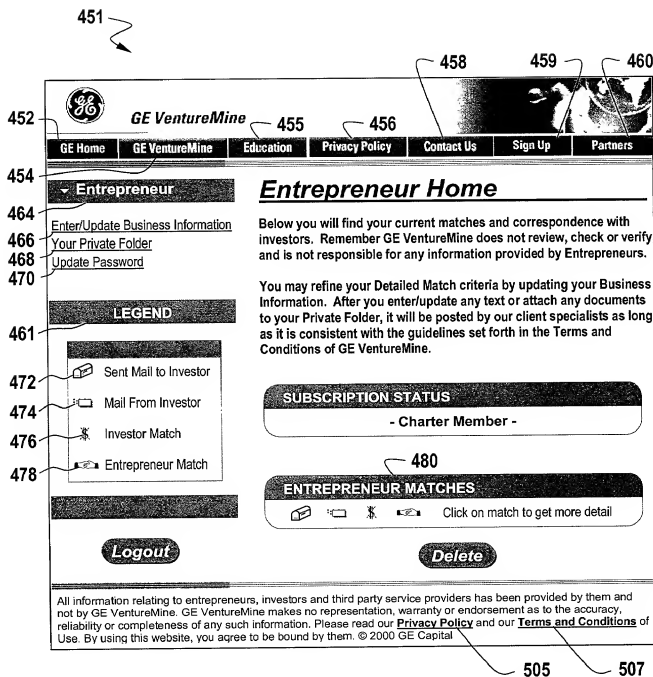 451
458 459 460
GE VentureMine
452 455 456
GE Home GE VentureMine Education Privacy Policy Contact Us Sign Up Partners
454
Entrepreneur
464
Entrepreneur Home
Enter/Update Business Information
466
Your Private Folder
468
Update Password
470
Below you will find your current matches and correspondence with
investors. Remember GE VentureMine does not review, check or verify
and is not responsible for any information provided by Entrepreneurs.
You may refine your Detailed Match criteria by updating your Business
Information. After you enter/update any text or attach any documents
to your Private Folder, it will be posted by our client specialists as long
as it is consistent with the guidelines set forth in the Terms and
Conditions of GE VentureMine.
LEGEND
461
472 Sent Mail to Investor
474 Mail From Investor
476 Investor Match
478 Entrepreneur Match
SUBSCRIPTION STATUS
- Charter Member -
480
ENTREPRENEUR MATCHES
Click on match to get more detail
Logout
Delete
All information relating to entrepreneurs, investors and third party service providers has been provided by them and
not by GE VentureMine. GE VentureMine makes no representation, warranty or endorsement as to the accuracy,
reliability or completeness of any such information. Please read our Privacy Policy and our Terms and Conditions of
Use. By using this website, you agree to be bound by them. © 2000 GE Capital
505 507